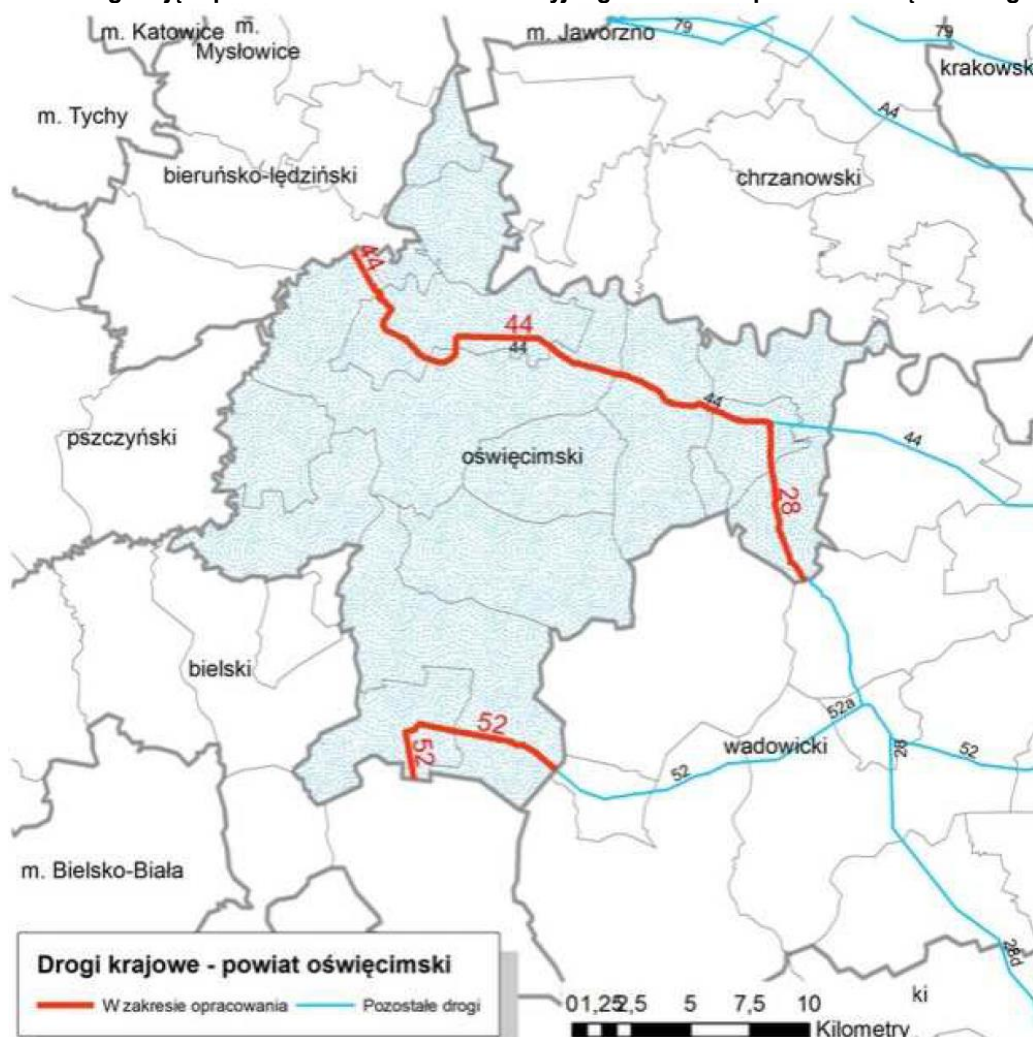 m. Katowice
m.
Mysłowice
m. Jaworzno
79
79
krakowsk
m. Tychy
A4
bieruńsko-lędziński
chrzanowski
44
44
44
44
44
pszczyński
oświęcimski
28
bielski
52a
52
52
wadowicki
28
52
52
m. Bielsko-Biała
28d
ki
Drogi krajowe - powiat oświęcimski
W zakresie opracowania
Pozostałe drogi
0 1,25 2,5 5 7,5 10
Kilometry